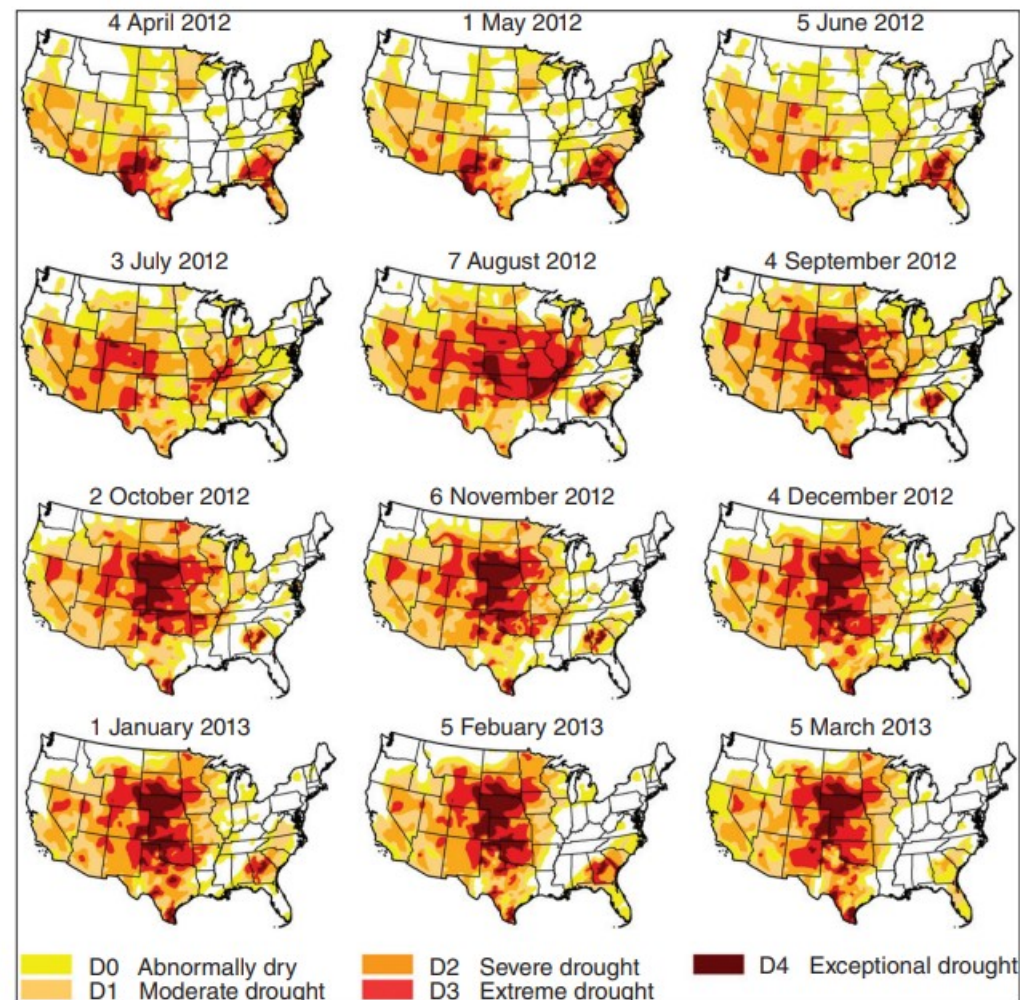 4 April 2012
1 May 2012
5 June 2012
3 July 2012
7 August 2012
4 September 2012
2 October 2012
6 November 2012
4 December 2012
1 January 2013
5 Febuary 2013
5 March 2013
D0 Abnormally dry
D1 Moderate drought
D2 Severe drought
D3 Extreme drought
D4 Exceptional drought